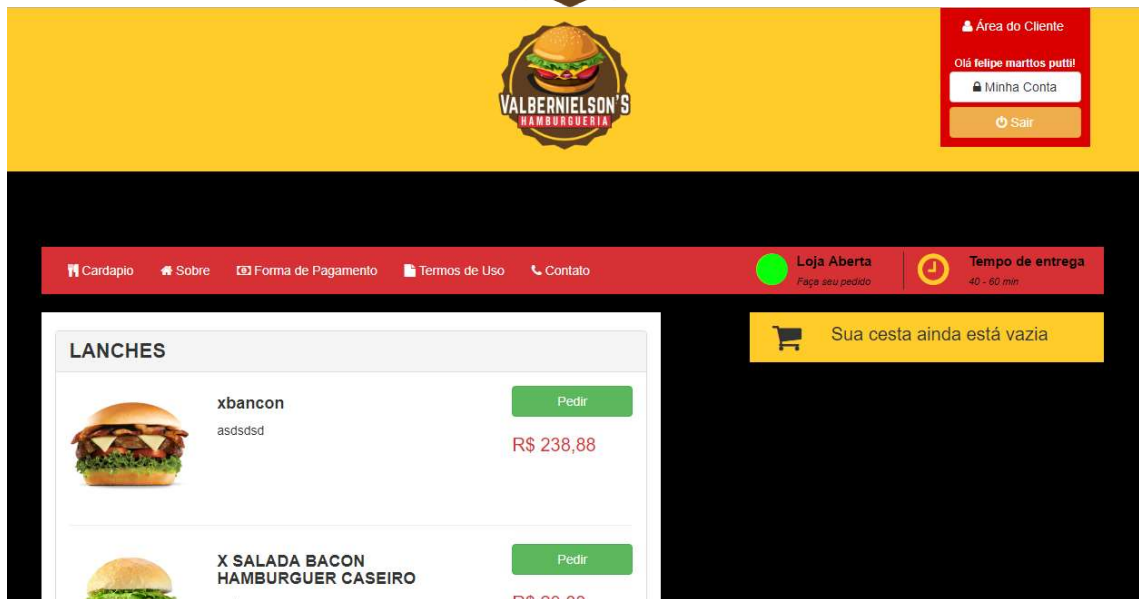 Área do Cliente
Olá felipe marttos putti!
Minha Conta
Sair
VALBERNIELSON'S
HAMBURGUERIA
Cardapio
Sobre
Forma de Pagamento
Termos de Uso
Contato
Loja Aberta
Faça seu pedido
Tempo de entrega
40 - 60 min
LANCHES
Sua cesta ainda está vazia
xbancon
asdsdsd
Pedir
R$ 238,88
X SALADA BACON
HAMBURGUER CASEIRO
Pedir
R$